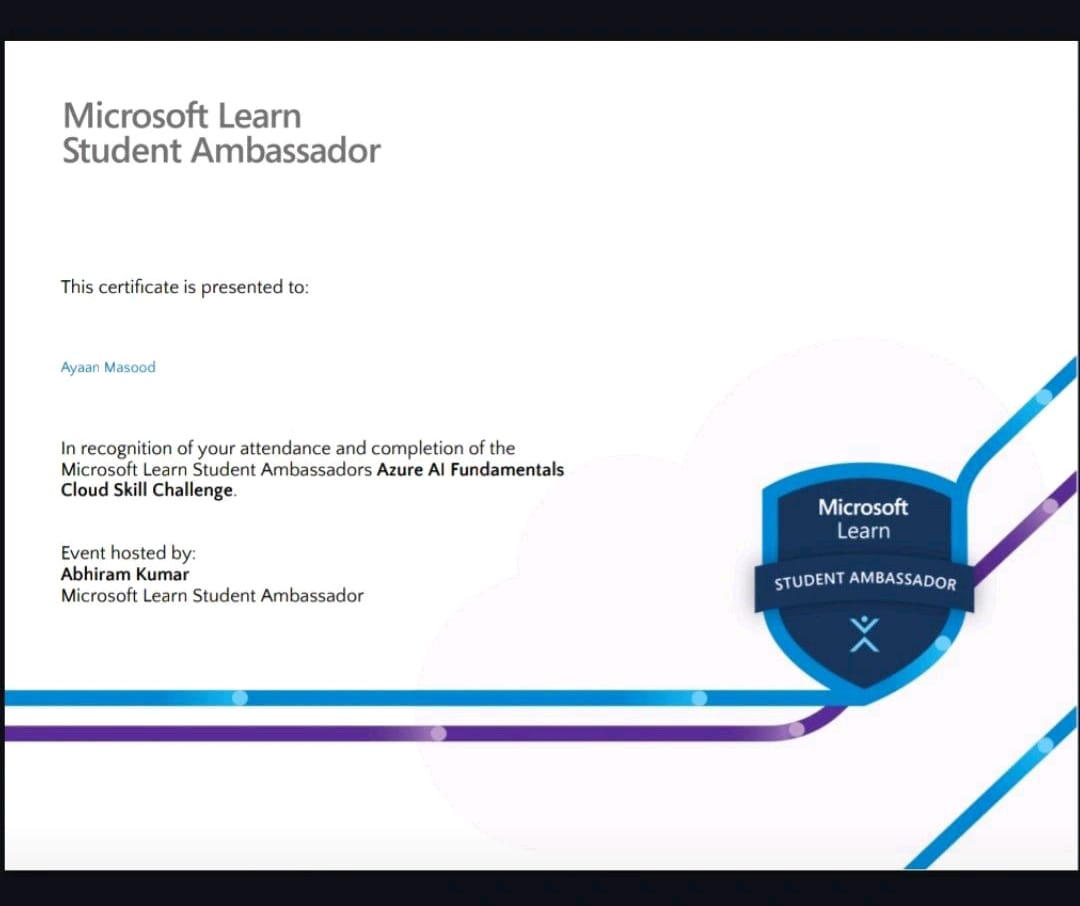 Microsoft Learn
Student Ambassador
This certificate is presented to:
Ayaan Masood
In recognition of your attendance and completion of the
Microsoft Learn Student Ambassadors Azure AI Fundamentals
Cloud Skill Challenge.
Event hosted by:
Abhiram Kumar
Microsoft Learn Student Ambassador
Microsoft
Learn
STUDENT AMBASSADOR